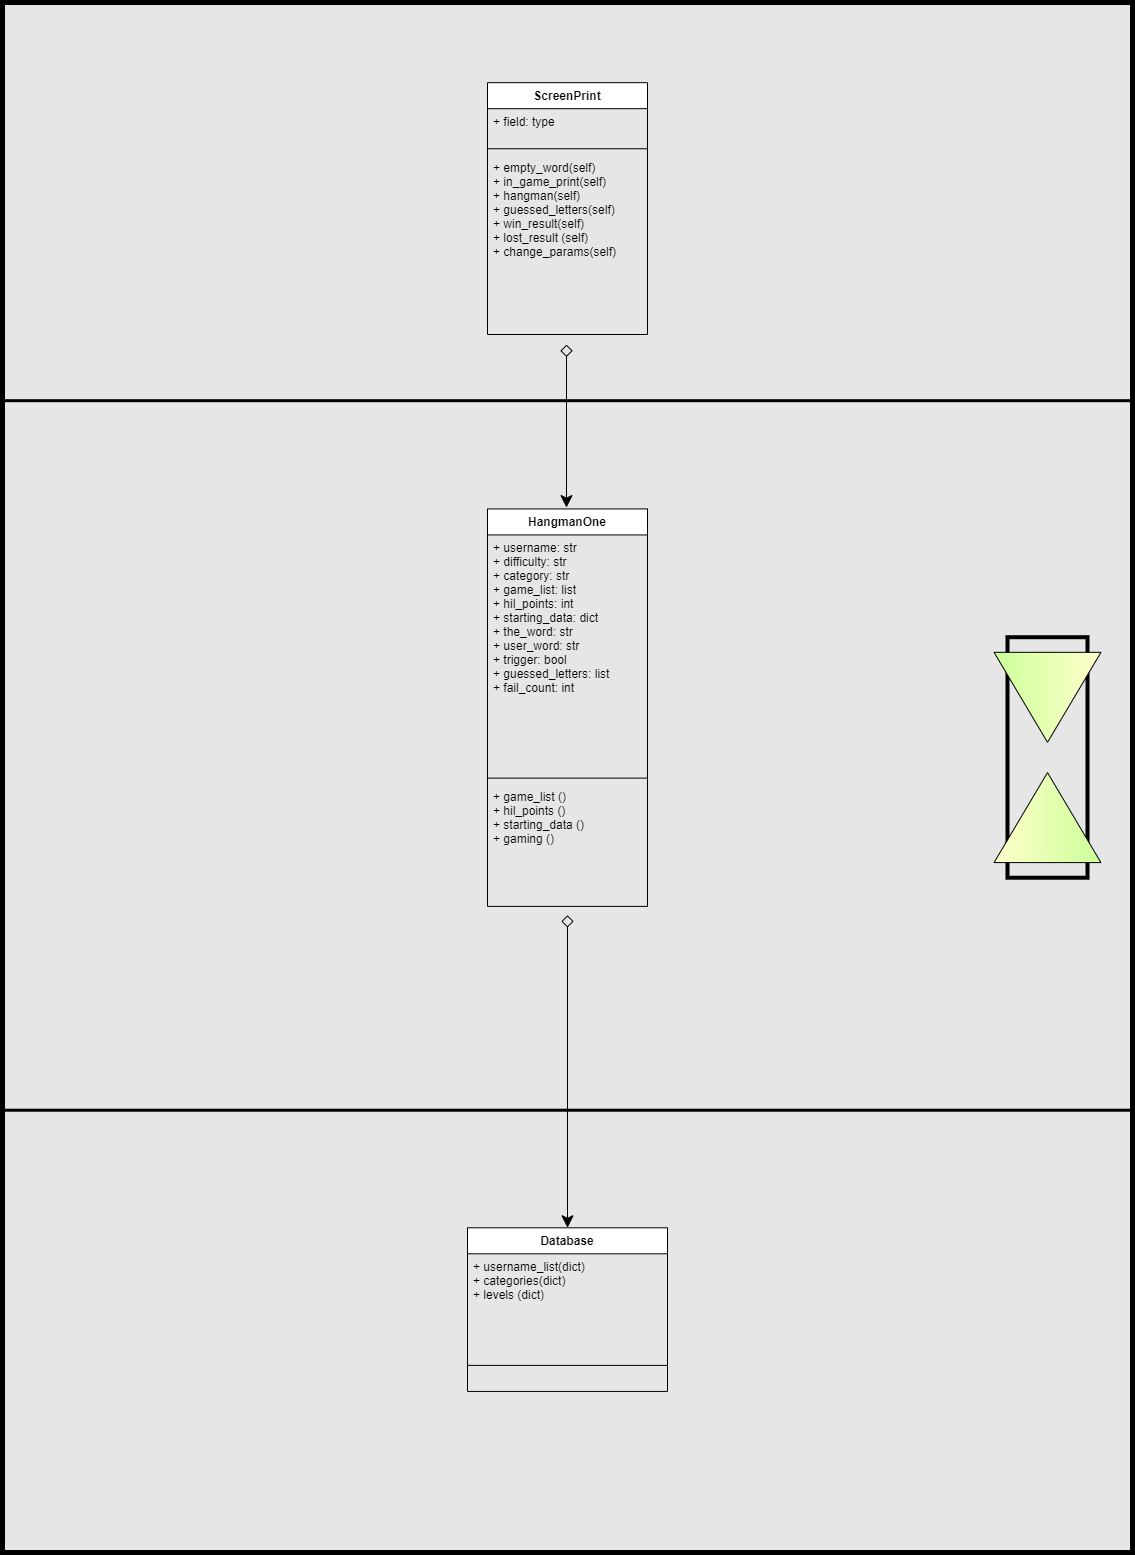 ScreenPrint
+ field: type
+ empty_word(self)
+ in_game_print(self)
+ hangman(self)
+ guessed_letters(self)
+ win_result(self)
+ lost_result (self)
+ change_params(self)
HangmanOne
+ username: str
+ difficulty: str
+ category: str
+ game_list: list
+ hil_points: int
+ starting_data: dict
+ the_word: str
+ user_word: str
+ trigger: bool
+ guessed_letters: list
+ fail_count: int
+ game_list ()
+ hil_points ()
+ starting_data ()
+ gaming ()
Database
+ username_list(dict)
+ categories(dict)
+ levels (dict)